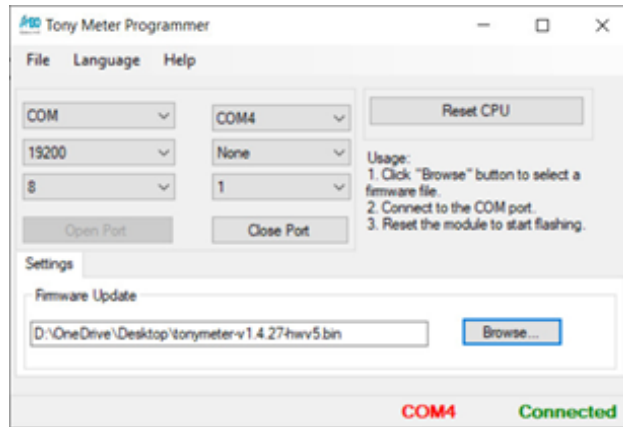 Tony Meter Programmer
File Language Help
COM
COM4
Reset CPU
19200
None
8
1
Usage:
1. Click "Browse" button to select a
firmware file.
2. Connect to the COM port.
3. Reset the module to start flashing.
Open Port
Close Port
Settings
Firmware Update
D:\OneDrive\Desktop\tonymeter-v1.4.27-hwv5.bin
Browse...
COM4
Connected